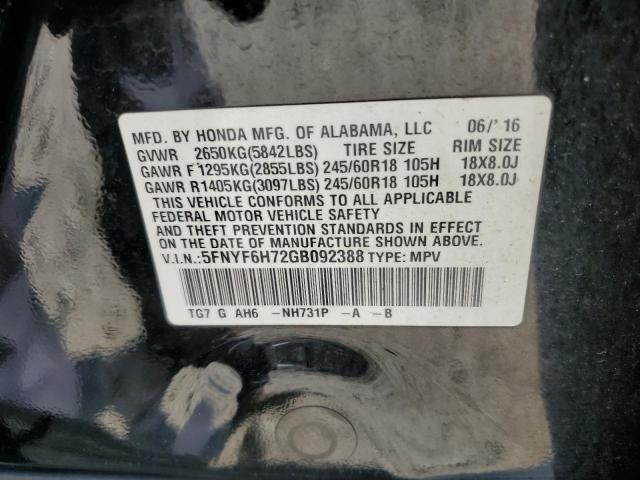 MFD. BY HONDA MFG. OF ALABAMA, LLC 06/'16
GVWR 2650KG(5842LBS) TIRE SIZE RIM SIZE
GAWR F1295KG(2855LBS) 245/60R18 105H 18X8.0J
GAWR R1405KG(3097LBS) 245/60R18 105H 18X8.0J
THIS VEHICLE CONFORMS TO ALL APPLICABLE
FEDERAL MOTOR VEHICLE SAFETY
AND THEFT PREVENTION STANDARDS IN EFFECT
ON THE DATE OF MANUFACTURE SHOWN ABOVE.
V.I.N.:5FNYF6H72GB092388 TYPE: MPV
TG7 G AH6 -NH731P -A -B